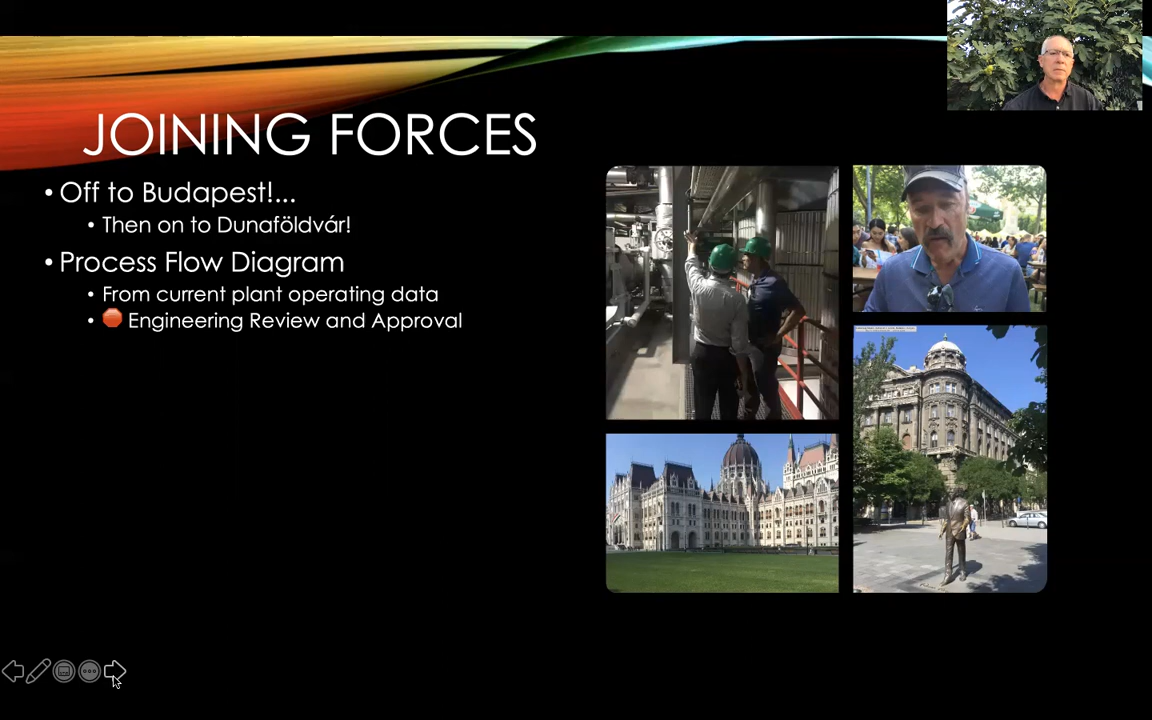 JOINING FORCES
• Off to Budapest!...
• Then on to Dunaföldvár!
• Process Flow Diagram
• From current plant operating data
• Engineering Review and Approval